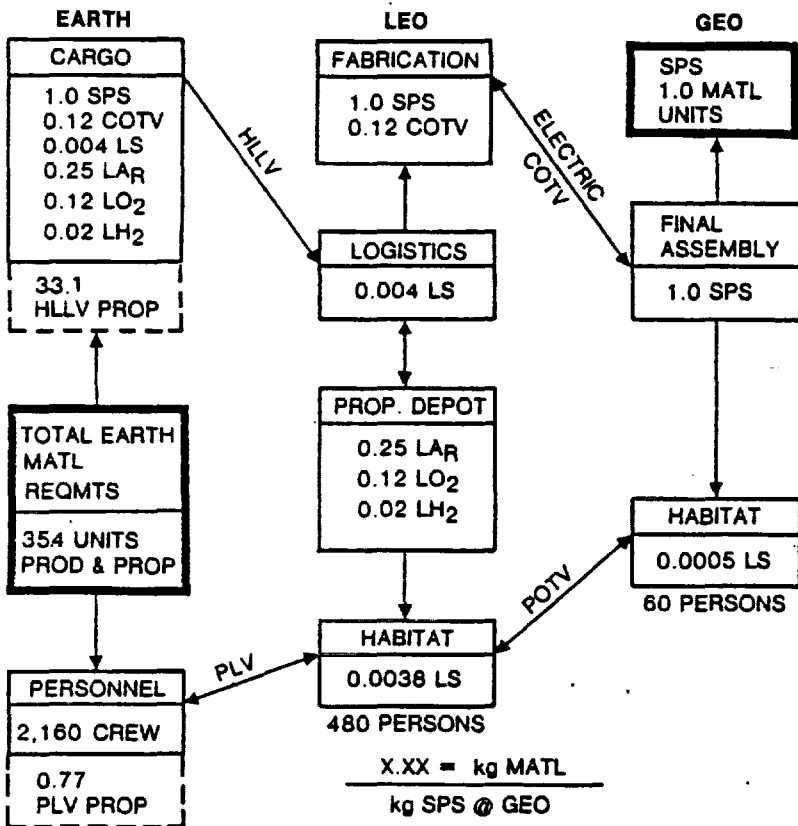 EARTH
CARGO
1.0 SPS
0.12 COTV
0.004 LS
0.25 LAR
0.12 LO2
0.02 LH2
33.1
HLLV PROP
TOTAL EARTH
MATL
REQMTS
35.4 UNITS
PROD & PROP
PERSONNEL
2,160 CREW
0.77
PLV PROP
HLLV
PLV
LEO
FABRICATION
1.0 SPS
0.12 COTV
LOGISTICS
0.004 LS
PROP. DEPOT
0.25 LAR
0.12 LO2
0.02 LH2
HABITAT
0.0038 LS
480 PERSONS
ELECTRIC
COTV
POTV
GEO
SPS
1.0 MATL
UNITS
FINAL
ASSEMBLY
1.0 SPS
HABITAT
0.0005 LS
60 PERSONS
X.XX = kg MATL
kg SPS @ GEO